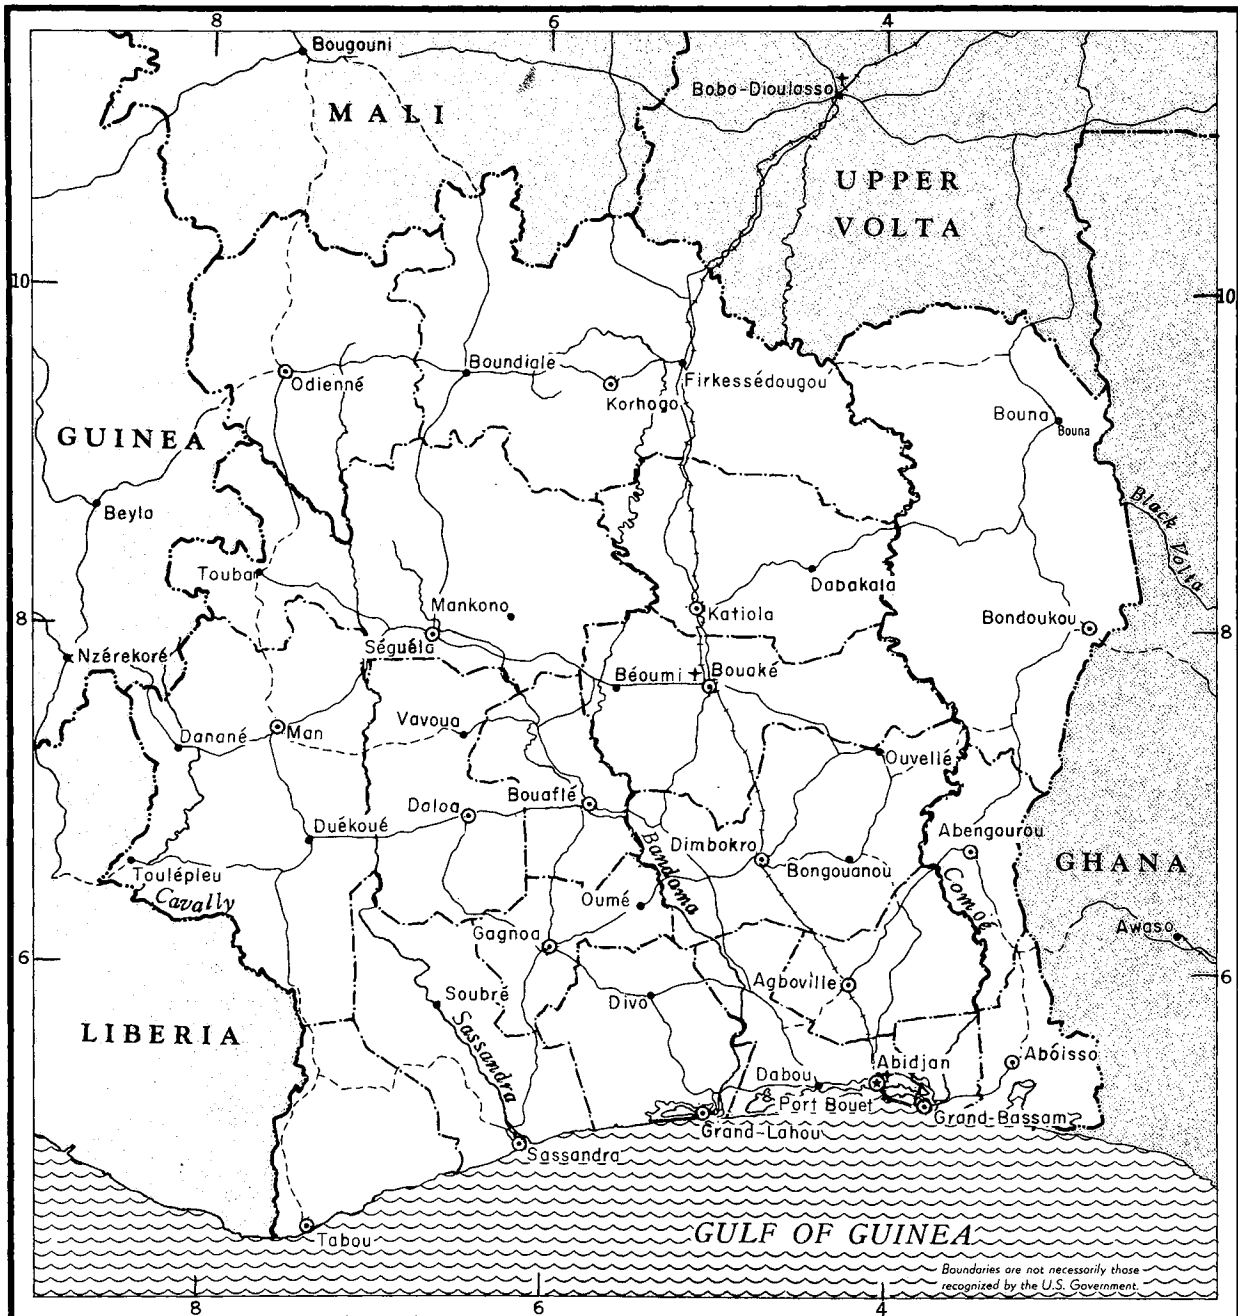 8 6 4
Bougouni
Bobo-Dioulasso
MALI
UPPER
VOLTA
10 10
Odienné
Boundiale
Korhogo
Firkessédougou
Bouna
Bouna
GUINEA
Beyla
Black Volta
Touba
Mankono
Dabakala
Katiola
Bondoukou
8 8
Séguéla
Nzérekoré
Béoumi
Bouaké
Danané
Man
Vavoua
Ouvellé
Daloa
Bouaflé
Duékoué
Bandama
Dimbokro
Abengourou
Toulépleu
Bongouanou
GHANA
Cavally
Oumé
Comoé
Awaso
Gagnoa
6 6
Agboville
Soubré
Divo
LIBERIA
Sassandra
Abóisso
Abidjan
Dabou
Port Bouet
Grand-Bassam
Grand-Lahou
Sassandra
Tabou
GULF OF GUINEA
Boundaries are not necessarily those
recognized by the U.S. Government.
8 6 4